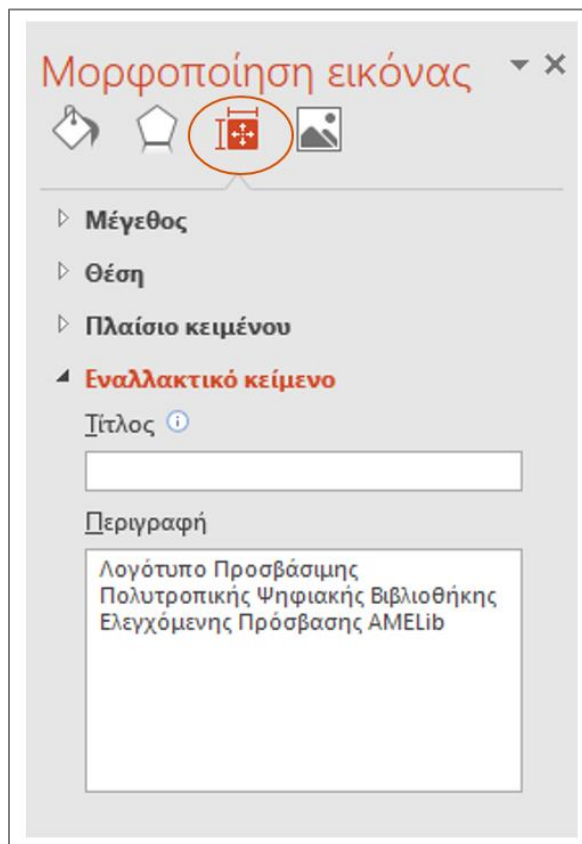 Μορφοποίηση εικόνας
Μέγεθος
Θέση
Πλαίσιο κειμένου
Εναλλακτικό κείμενο
Τίτλος
Περιγραφή
Λογότυπο Προσβάσιμης
Πολυτροπικής Ψηφιακής Βιβλιοθήκης
Ελεγχόμενης Πρόσβασης AMELib